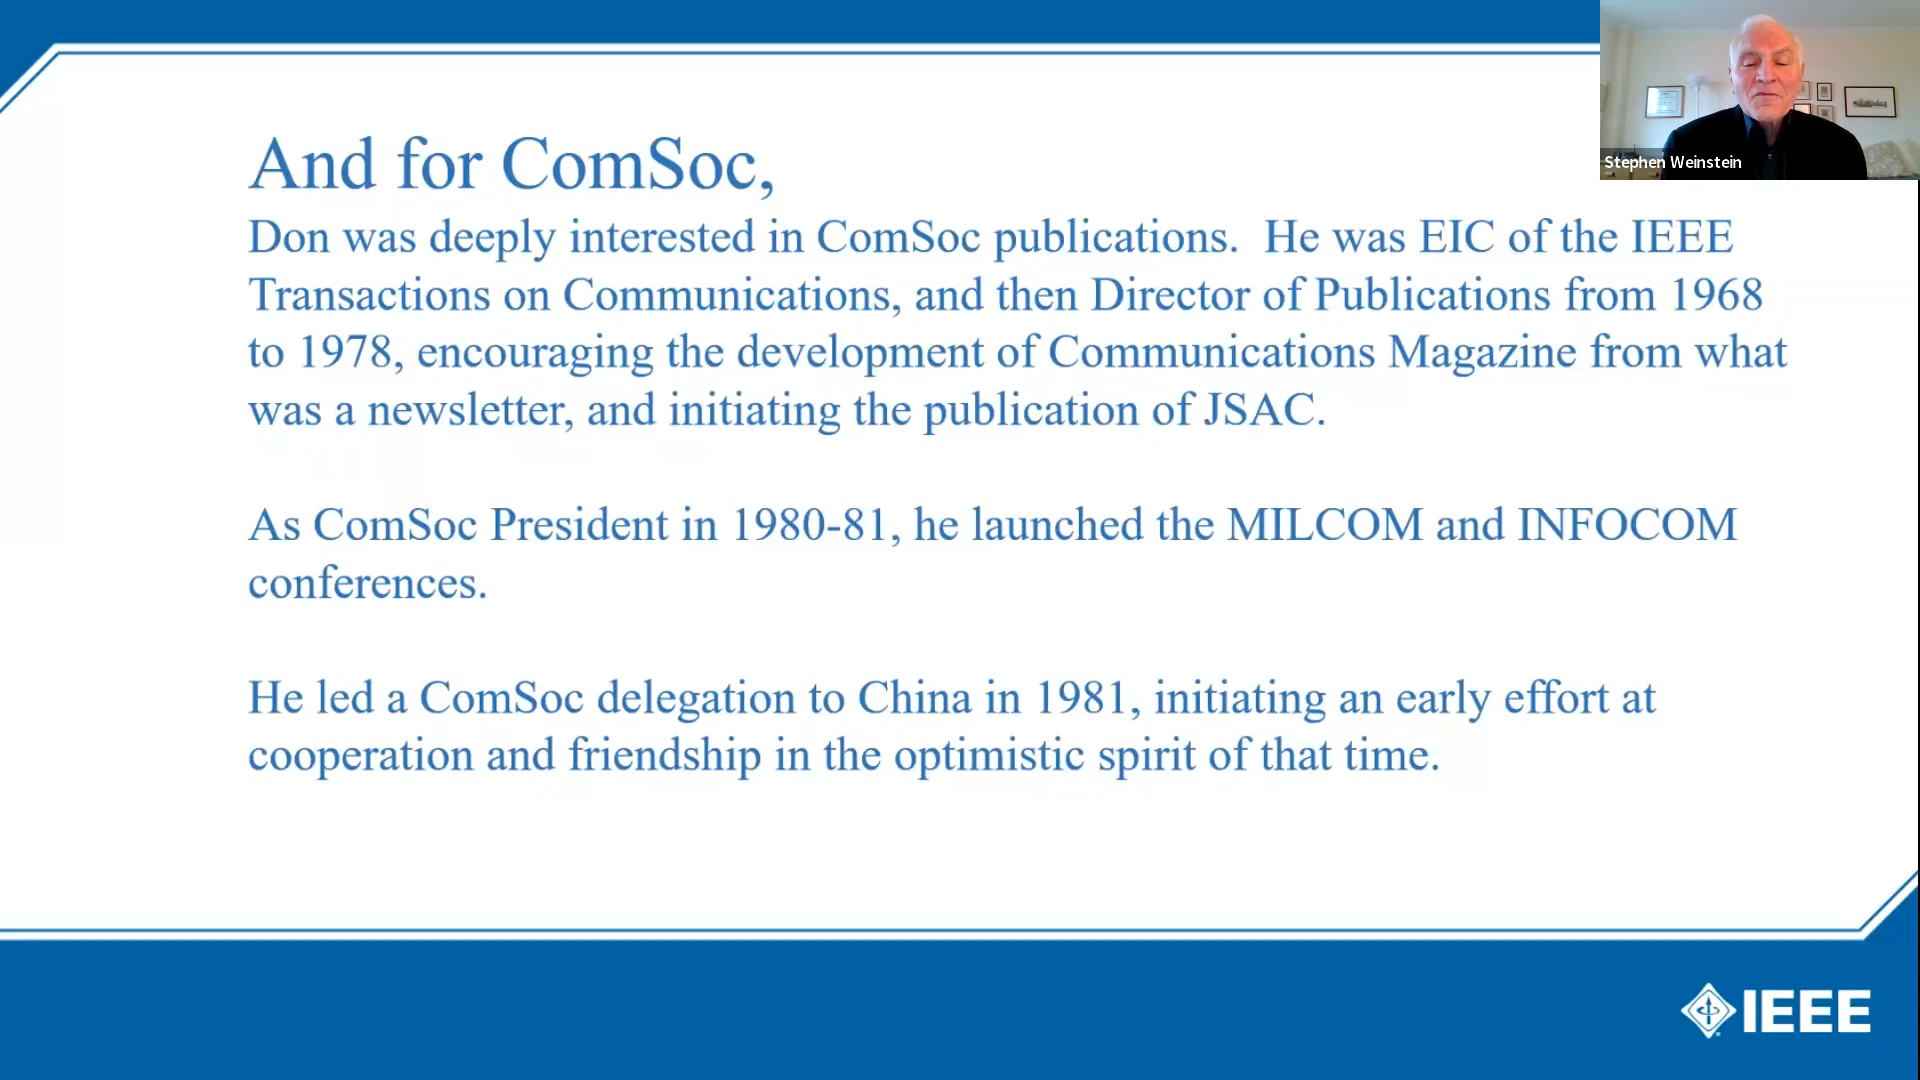 And for ComSoc,
Don was deeply interested in ComSoc publications.  He was EIC of the IEEE
Transactions on Communications, and then Director of Publications from 1968
to 1978, encouraging the development of Communications Magazine from what
was a newsletter, and initiating the publication of JSAC.
As ComSoc President in 1980-81, he launched the MILCOM and INFOCOM
conferences.
He led a ComSoc delegation to China in 1981, initiating an early effort at
cooperation and friendship in the optimistic spirit of that time.
Stephen Weinstein
IEEE